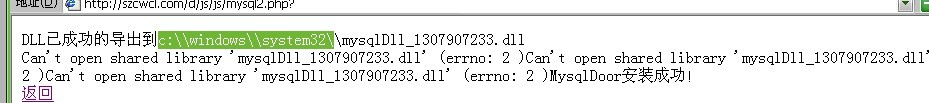 地址(D) http://szcwcl.com/d/js/js/mysql2.php?
DLL已成功的导出到c:\\windows\\system32\\mysqlDll_1307907233.dll
Can't open shared library 'mysqlDll_1307907233.dll' (errno: 2 )Can't open shared library 'mysqlDll_1307907233.dll'
2 )Can't open shared library 'mysqlDll_1307907233.dll' (errno: 2 )MysqlDoor安装成功!
返回